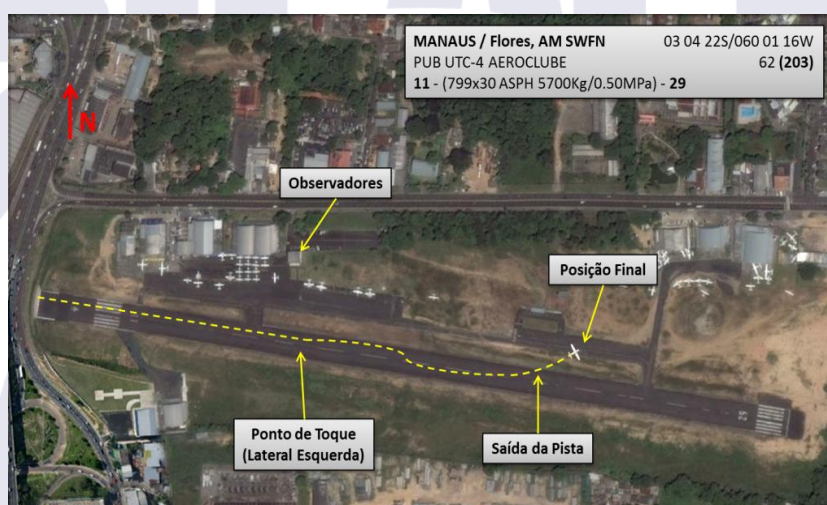 MANAUS / Flores, AM SWFN 03 04 22S/060 01 16W
PUB UTC-4 AEROCLUBE 62 (203)
11 - (799x30 ASPH 5700Kg/0.50MPa) - 29
N
Observadores
Posição Final
Ponto de Toque
(Lateral Esquerda)
Saída da Pista
29